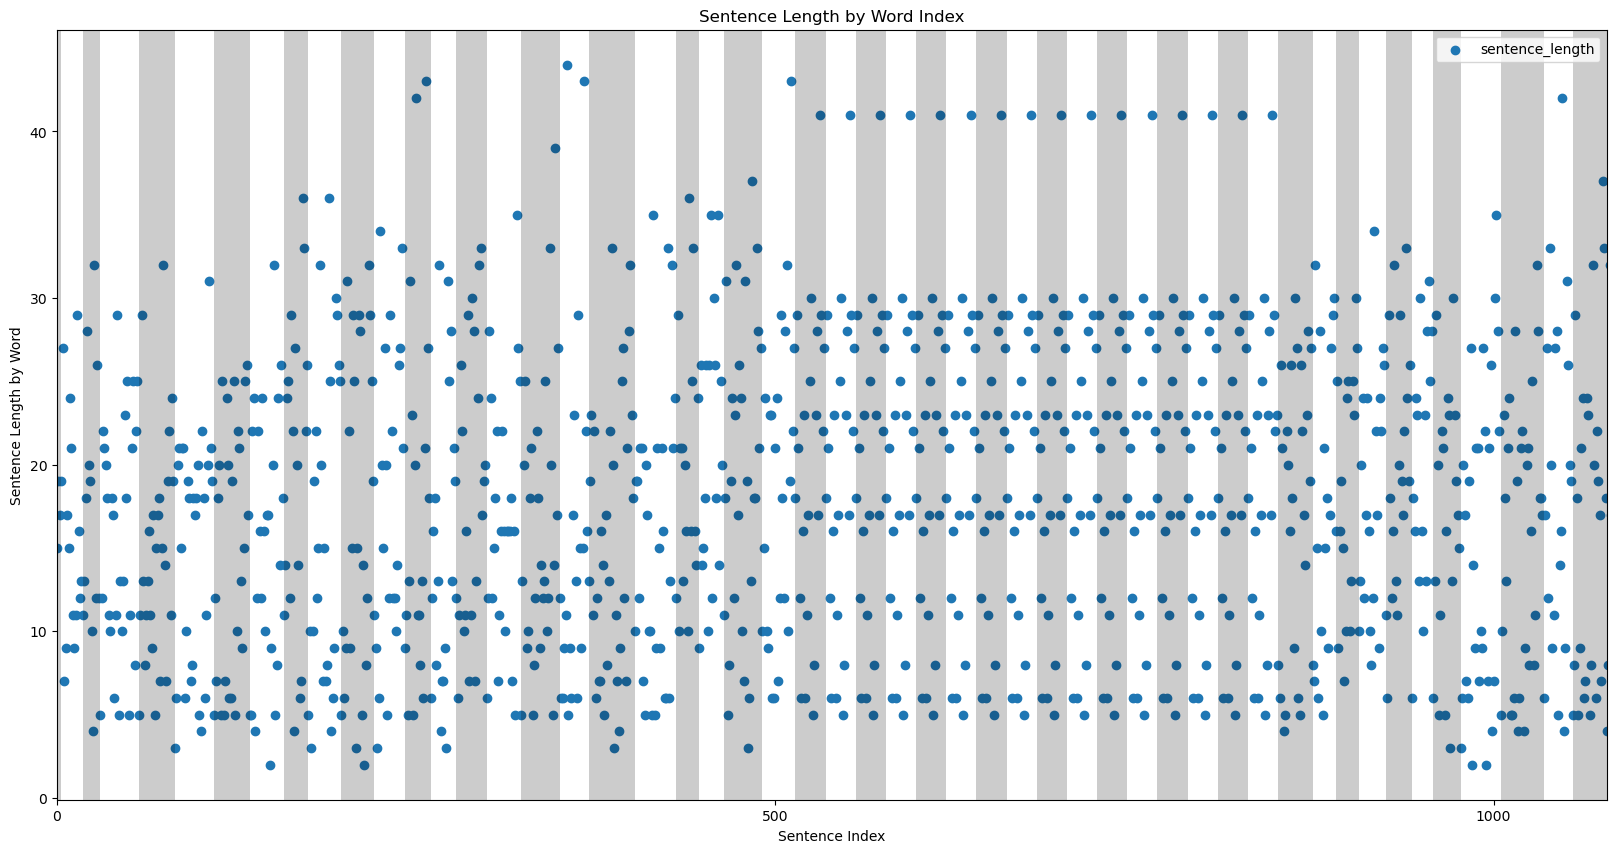 Sentence Length by Word Index
sentence_length
40
30
20
10
0
Sentence Length by Word
0
500
1000
Sentence Index